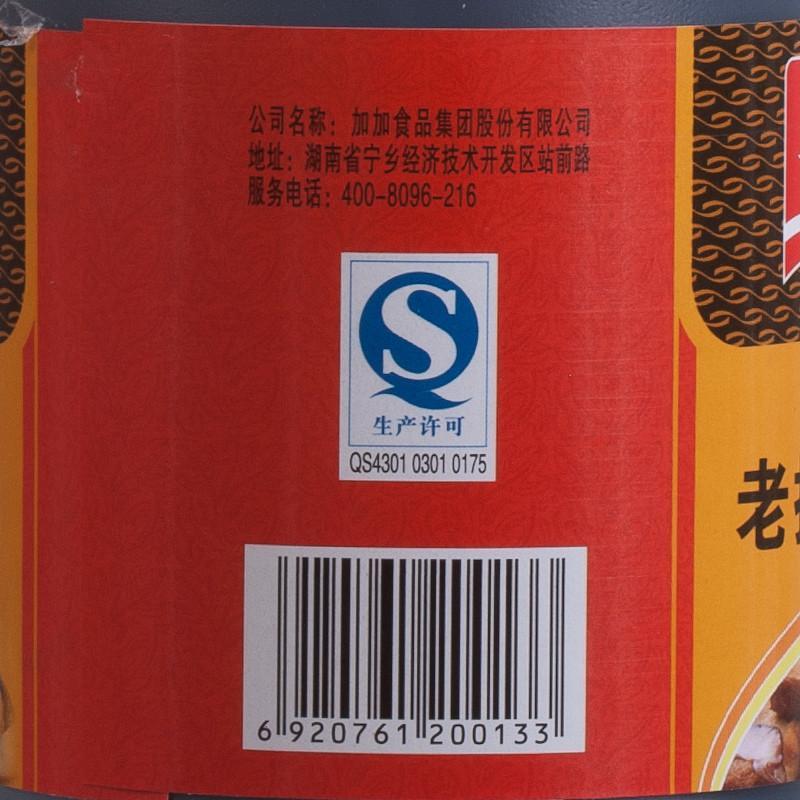 公司名称：加加食品集团股份有限公司
地址：湖南省宁乡经济技术开发区站前路
服务电话：400-8096-216
S
生产许可
QS4301 0301 0175
老
6 920761 200133